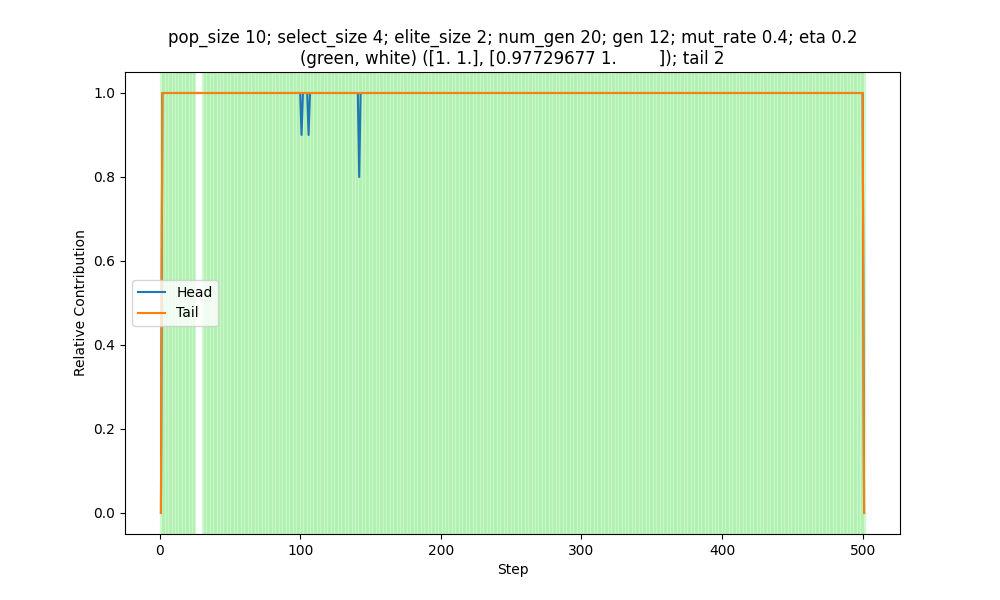 pop_size 10; select_size 4; elite_size 2; num_gen 20; gen 12; mut_rate 0.4; eta 0.2
(green, white) ([1. 1.], [0.97729677 1.        ]); tail 2
1.0
0.8
0.6
0.4
0.2
0.0
Relative Contribution
Head
Tail
0
100
200
300
400
500
Step